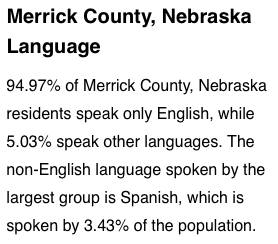 Merrick County, Nebraska
Language
94.97% of Merrick County, Nebraska
residents speak only English, while
5.03% speak other languages. The
non-English language spoken by the
largest group is Spanish, which is
spoken by 3.43% of the population.